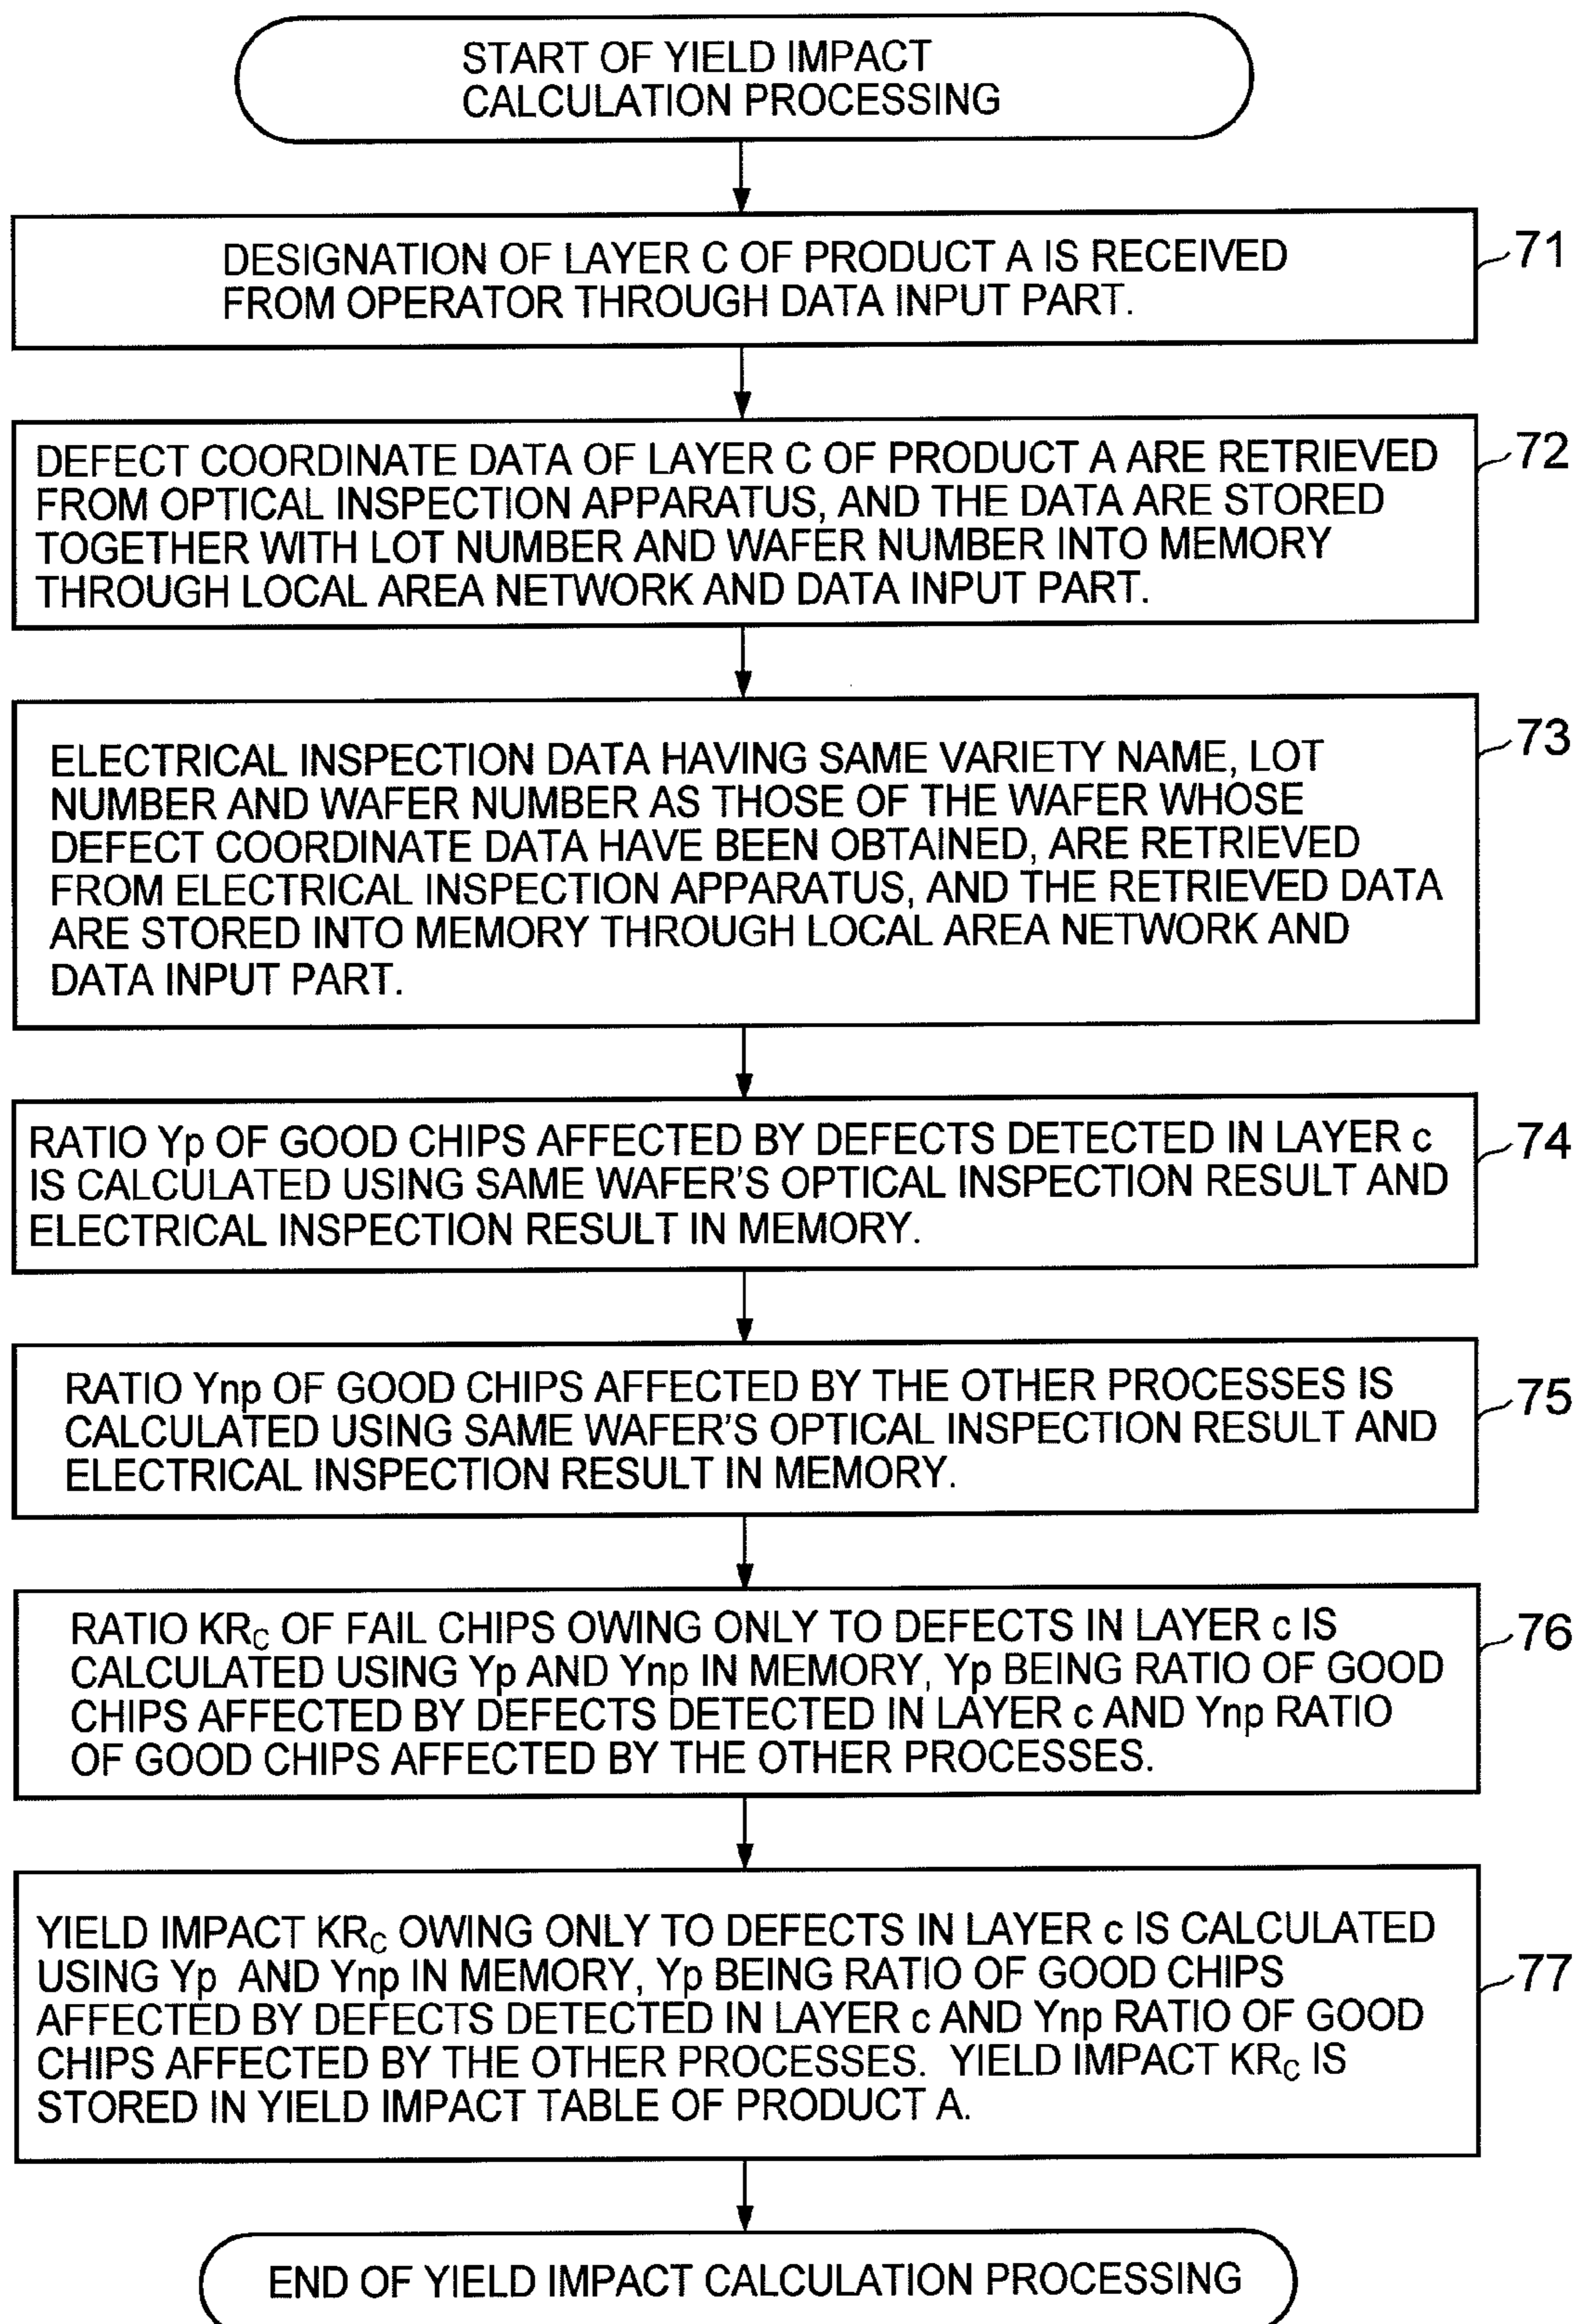 START OF YIELD IMPACT
CALCULATION PROCESSING
DESIGNATION OF LAYER C OF PRODUCT A IS RECEIVED
FROM OPERATOR THROUGH DATA INPUT PART.
71
DEFECT COORDINATE DATA OF LAYER C OF PRODUCT A ARE RETRIEVED
FROM OPTICAL INSPECTION APPARATUS, AND THE DATA ARE STORED
TOGETHER WITH LOT NUMBER AND WAFER NUMBER INTO MEMORY
THROUGH LOCAL AREA NETWORK AND DATA INPUT PART.
72
ELECTRICAL INSPECTION DATA HAVING SAME VARIETY NAME, LOT
NUMBER AND WAFER NUMBER AS THOSE OF THE WAFER WHOSE
DEFECT COORDINATE DATA HAVE BEEN OBTAINED, ARE RETRIEVED
FROM ELECTRICAL INSPECTION APPARATUS, AND THE RETRIEVED DATA
ARE STORED INTO MEMORY THROUGH LOCAL AREA NETWORK AND
DATA INPUT PART.
73
RATIO Yp OF GOOD CHIPS AFFECTED BY DEFECTS DETECTED IN LAYER c
IS CALCULATED USING SAME WAFER'S OPTICAL INSPECTION RESULT AND
ELECTRICAL INSPECTION RESULT IN MEMORY.
74
RATIO Ynp OF GOOD CHIPS AFFECTED BY THE OTHER PROCESSES IS
CALCULATED USING SAME WAFER'S OPTICAL INSPECTION RESULT AND
ELECTRICAL INSPECTION RESULT IN MEMORY.
75
RATIO KRC OF FAIL CHIPS OWING ONLY TO DEFECTS IN LAYER c IS
CALCULATED USING Yp AND Ynp IN MEMORY, Yp BEING RATIO OF GOOD
CHIPS AFFECTED BY DEFECTS DETECTED IN LAYER c AND Ynp RATIO
OF GOOD CHIPS AFFECTED BY THE OTHER PROCESSES.
76
YIELD IMPACT KRC OWING ONLY TO DEFECTS IN LAYER c IS CALCULATED
USING Yp AND Ynp IN MEMORY, Yp BEING RATIO OF GOOD CHIPS
AFFECTED BY DEFECTS DETECTED IN LAYER c AND Ynp RATIO OF GOOD
CHIPS AFFECTED BY THE OTHER PROCESSES. YIELD IMPACT KRC IS
STORED IN YIELD IMPACT TABLE OF PRODUCT A.
77
END OF YIELD IMPACT CALCULATION PROCESSING